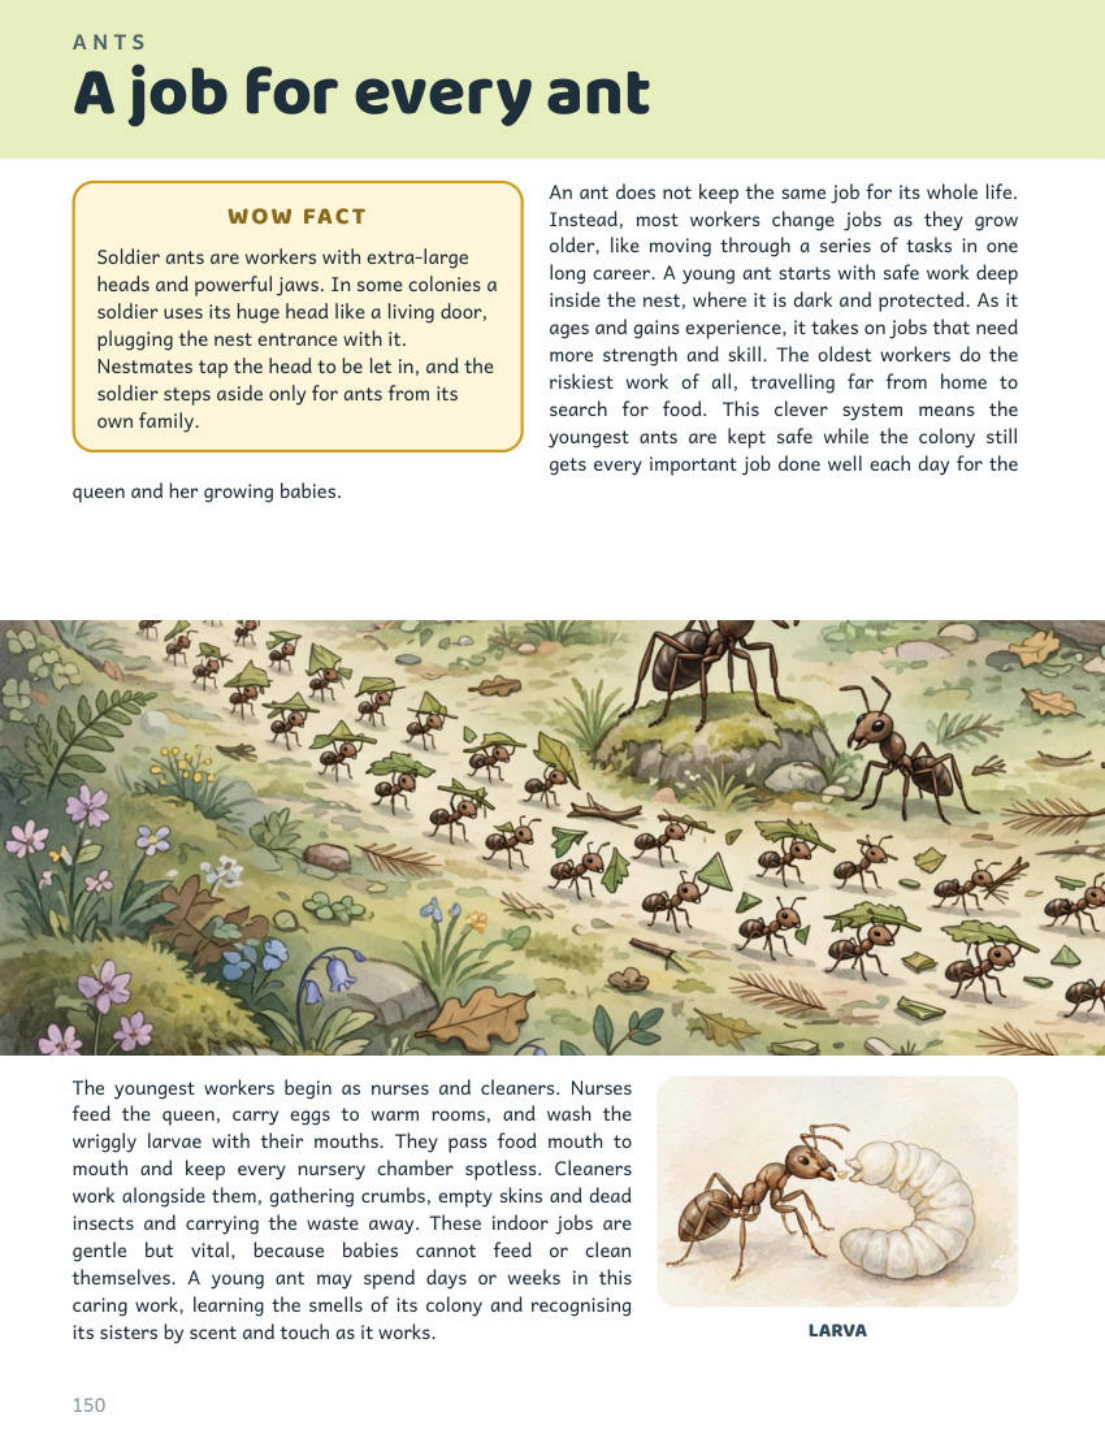 ANTS
A job for every ant
WOW FACT
Soldier ants are workers with extra-large
heads and powerful jaws. In some colonies a
soldier uses its huge head like a living door,
plugging the nest entrance with it.
Nestmates tap the head to be let in, and the
soldier steps aside only for ants from its
own family.
An ant does not keep the same job for its whole life.
Instead, most workers change jobs as they grow
older, like moving through a series of tasks in one
long career. A young ant starts with safe work deep
inside the nest, where it is dark and protected. As it
ages and gains experience, it takes on jobs that need
more strength and skill. The oldest workers do the
riskiest work of all, travelling far from home to
search for food. This clever system means the
youngest ants are kept safe while the colony still
gets every important job done well each day for the
queen and her growing babies.
The youngest workers begin as nurses and cleaners. Nurses
feed the queen, carry eggs to warm rooms, and wash the
wriggly larvae with their mouths. They pass food mouth to
mouth and keep every nursery chamber spotless. Cleaners
work alongside them, gathering crumbs, empty skins and dead
insects and carrying the waste away. These indoor jobs are
gentle but vital, because babies cannot feed or clean
themselves. A young ant may spend days or weeks in this
caring work, learning the smells of its colony and recognising
its sisters by scent and touch as it works.
LARVA
150